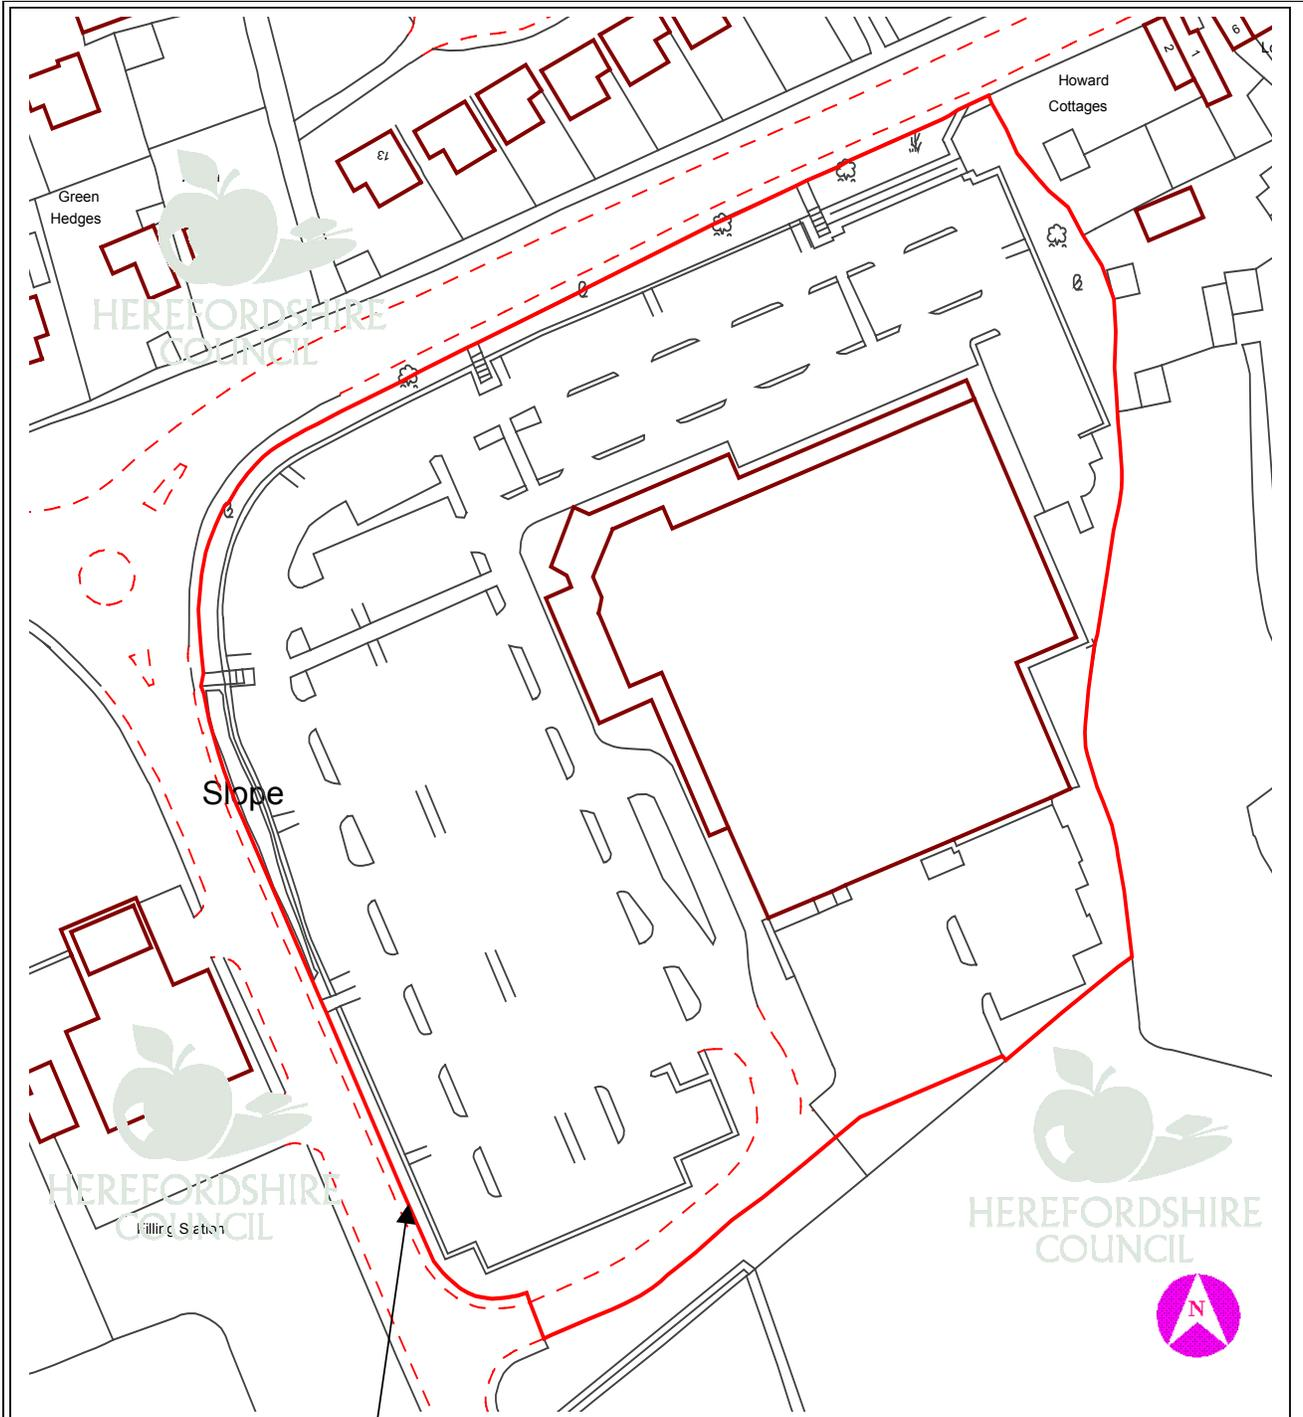 Howard
Cottages
2
1
6
13
Green
Hedges
HEREFORDSHIRE
COUNCIL
Slope
HEREFORDSHIRE
COUNCIL
Filling Station
HEREFORDSHIRE
COUNCIL
N